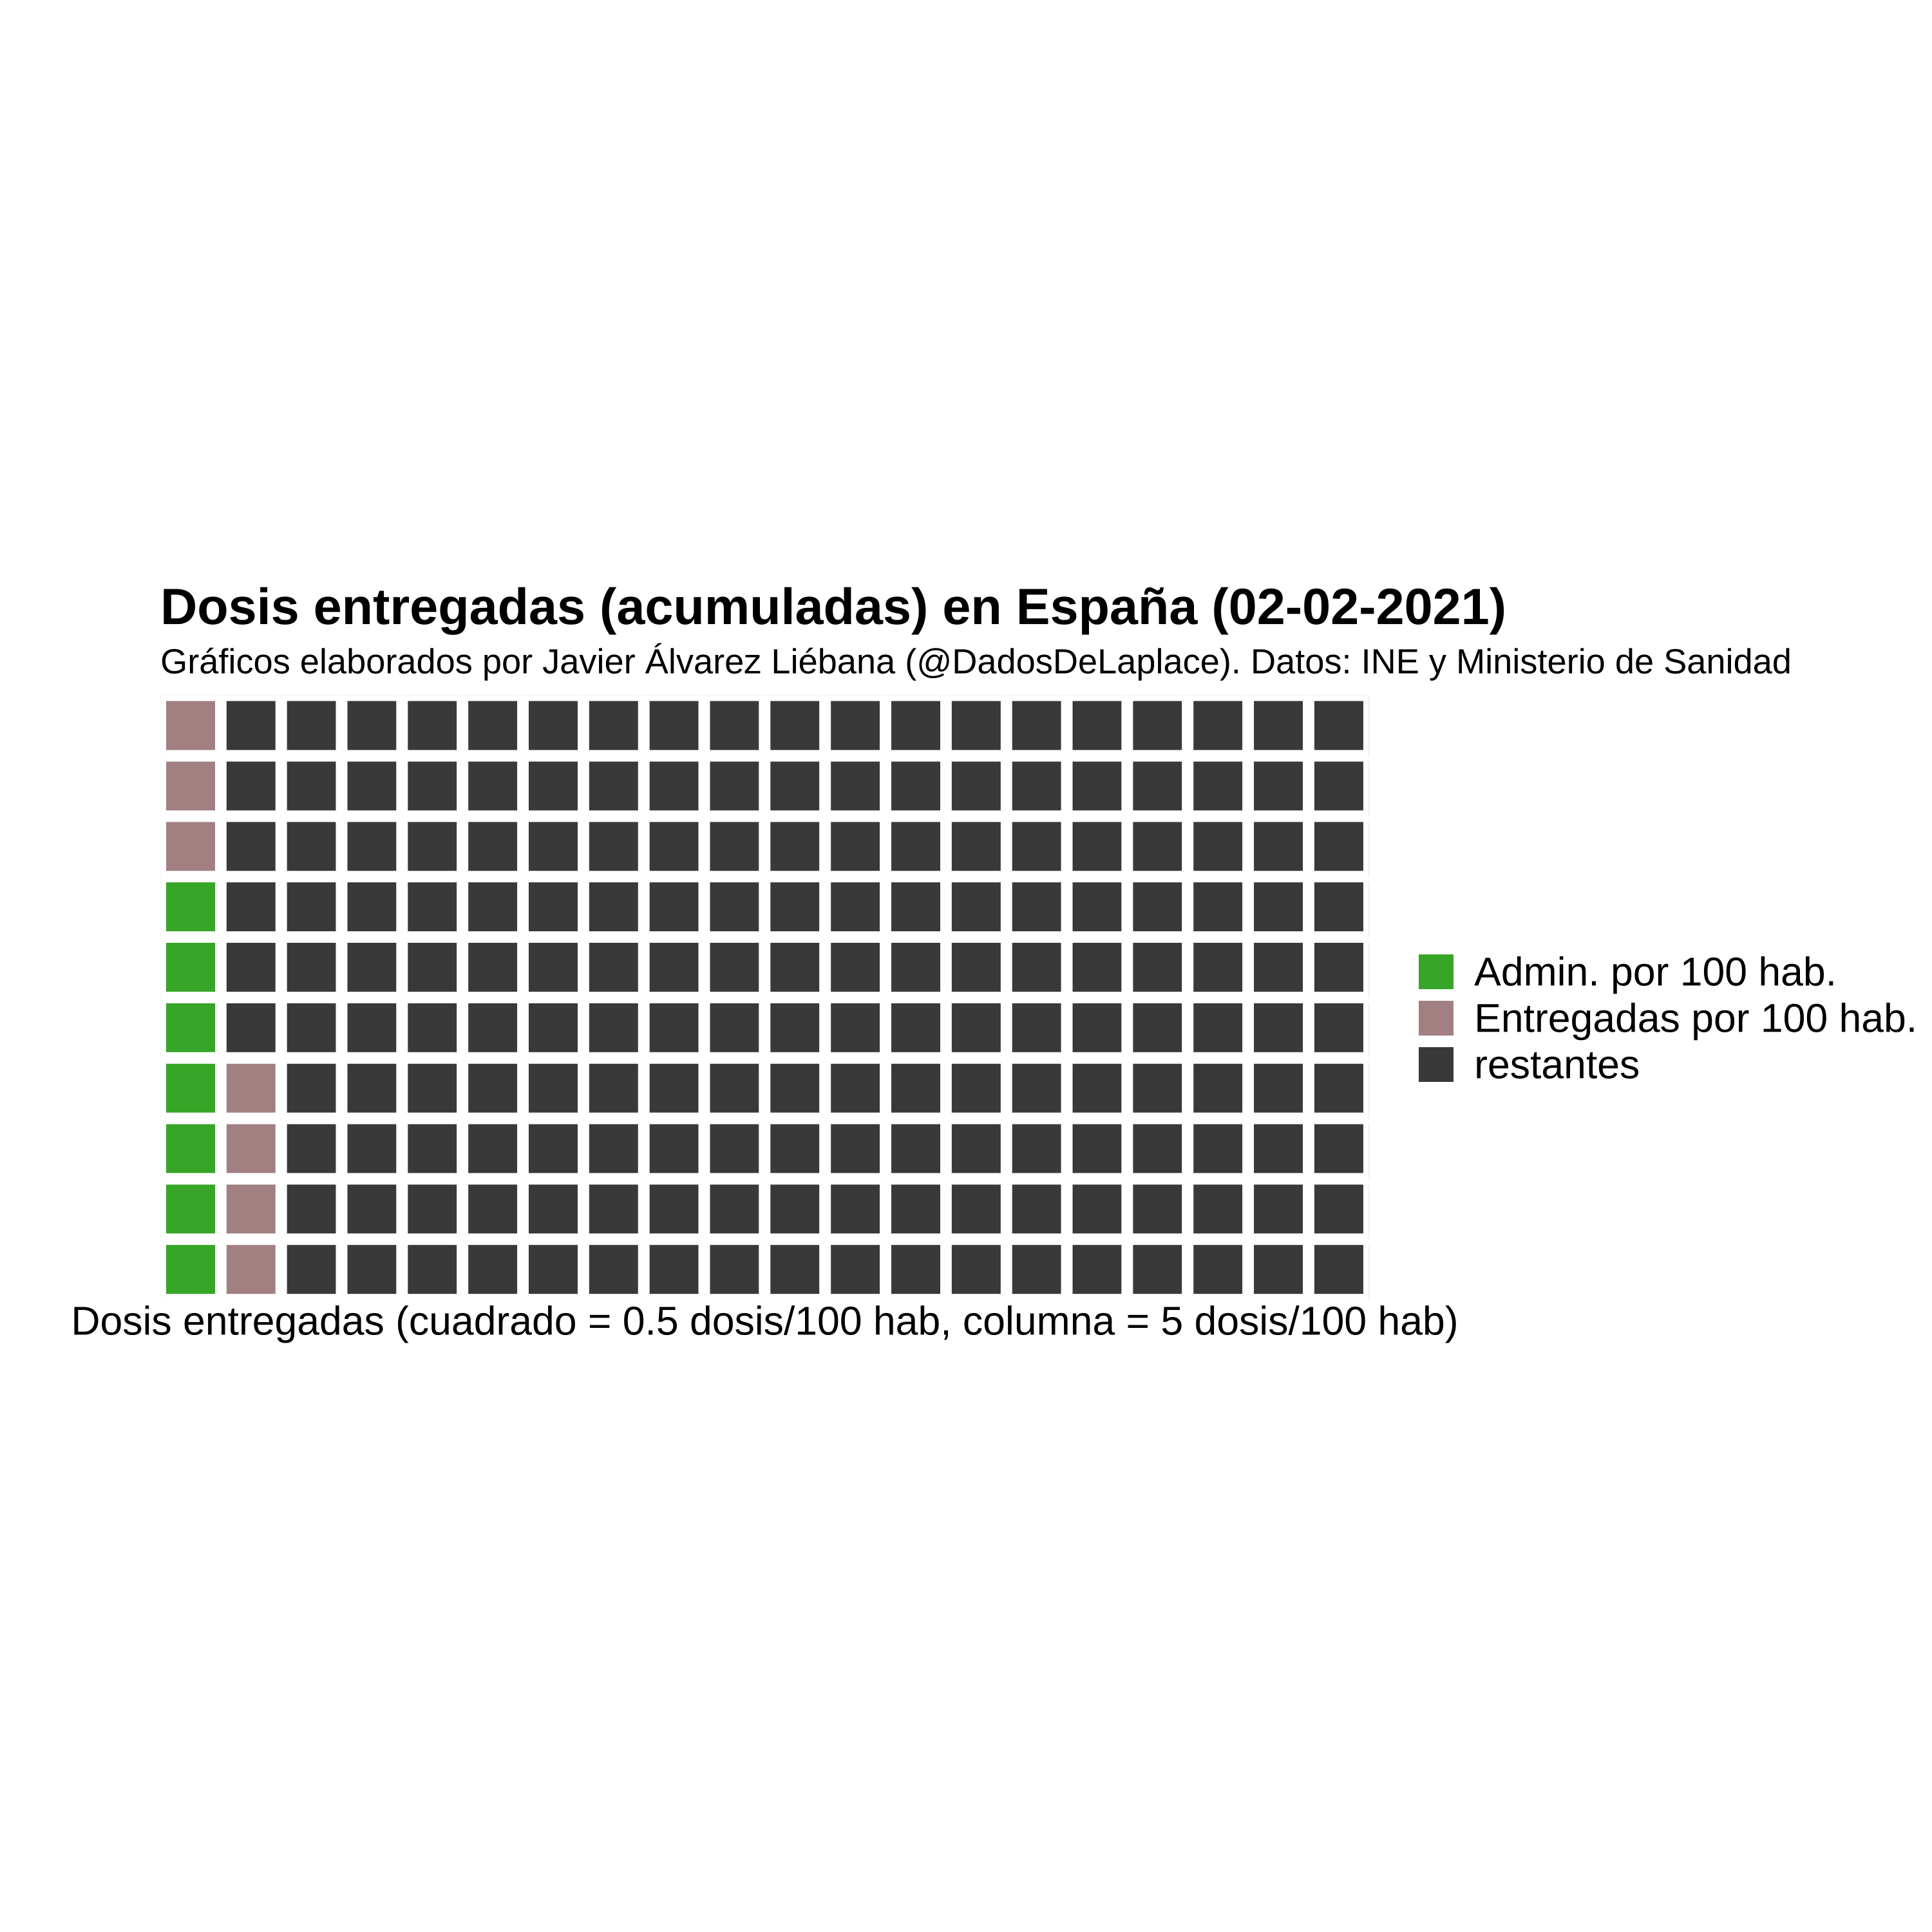 Dosis entregadas (acumuladas) en España (02-02-2021)
Gráficos elaborados por Javier Álvarez Liébana (@DadosDeLaplace). Datos: INE y Ministerio de Sanidad
Admin. por 100 hab.
Entregadas por 100 hab.
restantes
Dosis entregadas (cuadrado = 0.5 dosis/100 hab, columna = 5 dosis/100 hab)